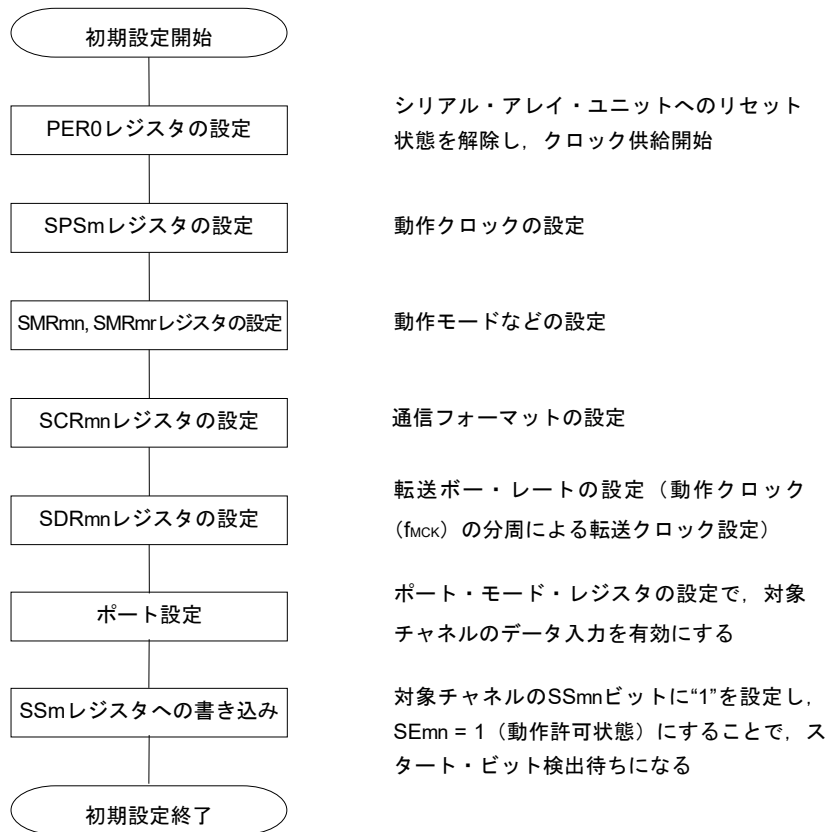 初期設定開始
PER0レジスタの設定
シリアル・アレイ・ユニットへのリセット
状態を解除し，クロック供給開始
SPSmレジスタの設定
動作クロックの設定
SMRmn, SMRmrレジスタの設定
動作モードなどの設定
SCRmnレジスタの設定
通信フォーマットの設定
SDRmnレジスタの設定
転送ボー・レートの設定（動作クロック
（fMCK）の分周による転送クロック設定）
ポート設定
ポート・モード・レジスタの設定で，対象
チャネルのデータ入力を有効にする
SSmレジスタへの書き込み
対象チャネルのSSmnビットに“1”を設定し，
SEmn = 1（動作許可状態）にすることで，ス
タート・ビット検出待ちになる
初期設定終了